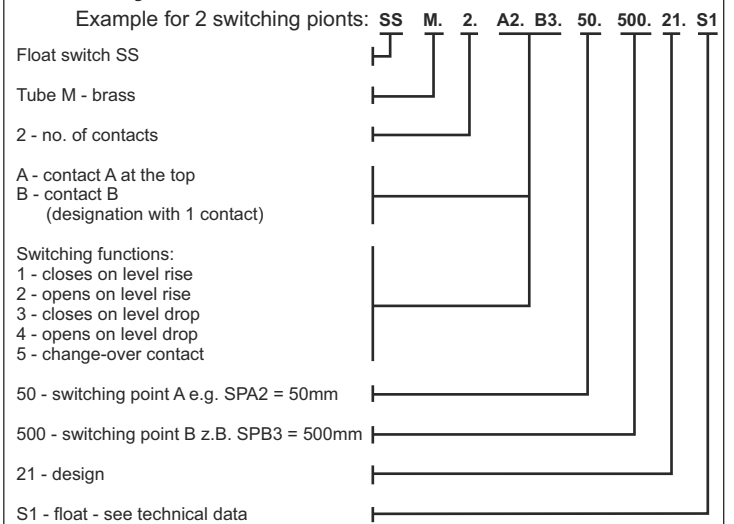 Example for 2 switching pionts: SS M. 2. A2. B3. 50. 500. 21. S1
Float switch SS
Tube M - brass
2 - no. of contacts
A - contact A at the top
B - contact B
(designation with 1 contact)
Switching functions:
1 - closes on level rise
2 - opens on level rise
3 - closes on level drop
4 - opens on level drop
5 - change-over contact
50 - switching point A e.g. SPA2 = 50mm
500 - switching point B z.B. SPB3 = 500mm
21 - design
S1 - float - see technical data